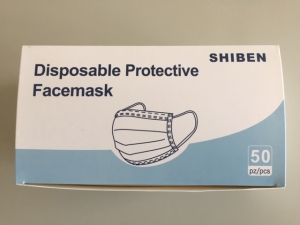 SHIBEN
Disposable Protective
Facemask
50
pz/pcs